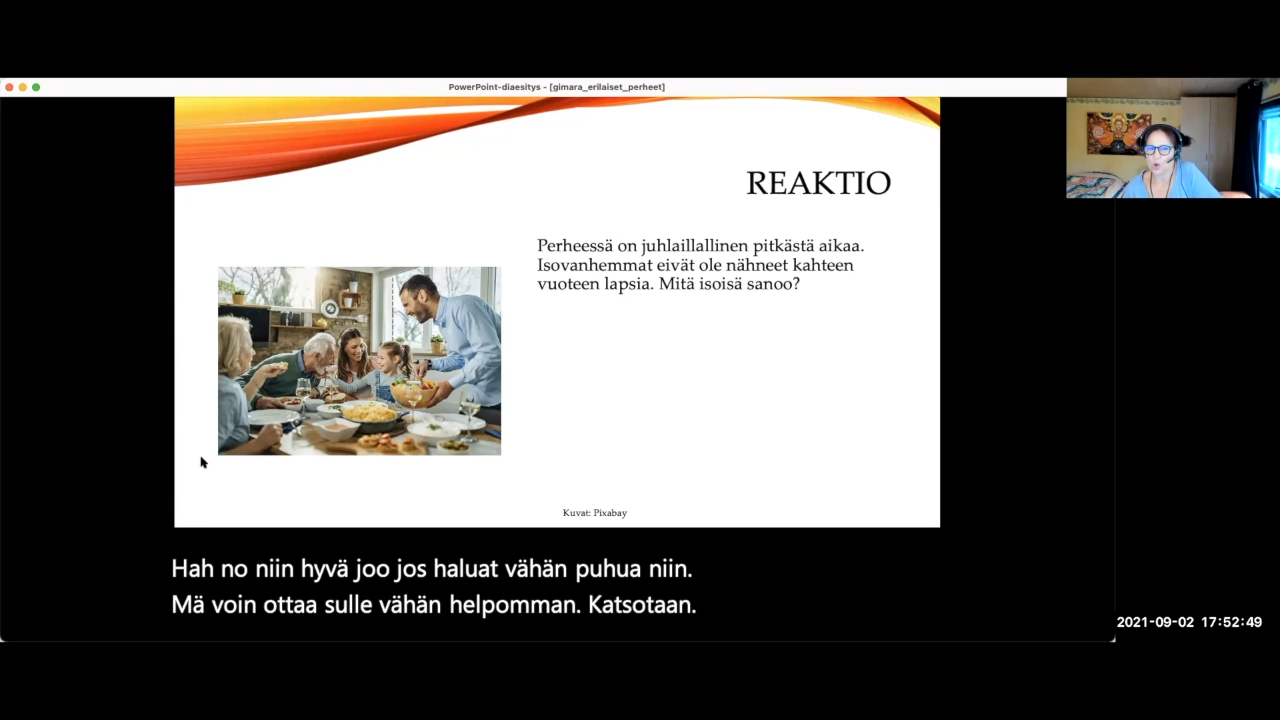 PowerPoint-diaesitys - [gimara_erilaiset_perheet]
REAKTIO
Perheessä on juhlaillallinen pitkästä aikaa.
Isovanhemmat eivät ole nähneet kahteen
vuoteen lapsia. Mitä isoisä sanoo?
Kuvat: Pixabay
Hah no niin hyvä joo jos haluat vähän puhua niin.
Mä voin ottaa sulle vähän helpomman. Katsotaan.
2021-09-02 17:52:49